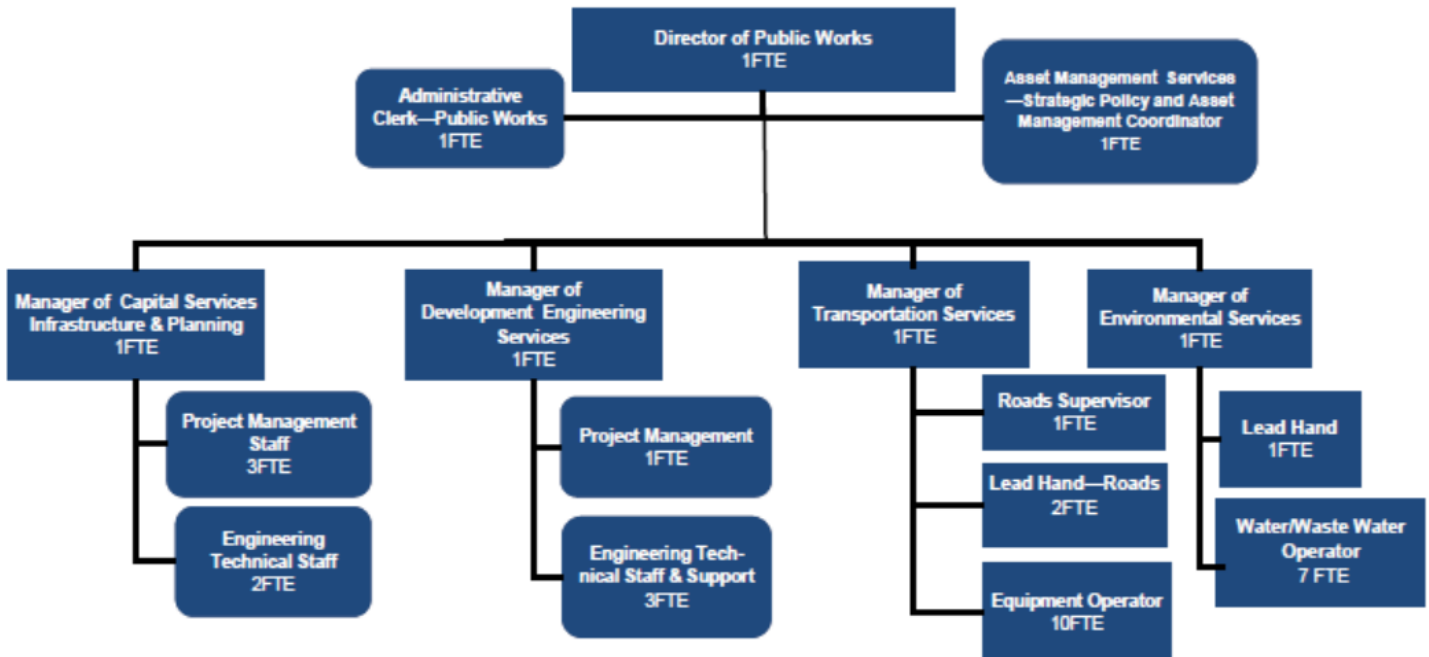 Director of Public Works
1FTE
Administrative
Clerk—Public Works
1FTE
Asset Management Services
—Strategic Policy and Asset
Management Coordinator
1FTE
Manager of Capital Services
Infrastructure & Planning
1FTE
Project Management
Staff
3FTE
Engineering
Technical Staff
2FTE
Manager of
Development Engineering
Services
1FTE
Project Management
1FTE
Engineering Tech-
nical Staff & Support
3FTE
Manager of
Transportation Services
1FTE
Roads Supervisor
1FTE
Lead Hand—Roads
2FTE
Equipment Operator
10FTE
Manager of
Environmental Services
1FTE
Lead Hand
1FTE
Water/Waste Water
Operator
7 FTE